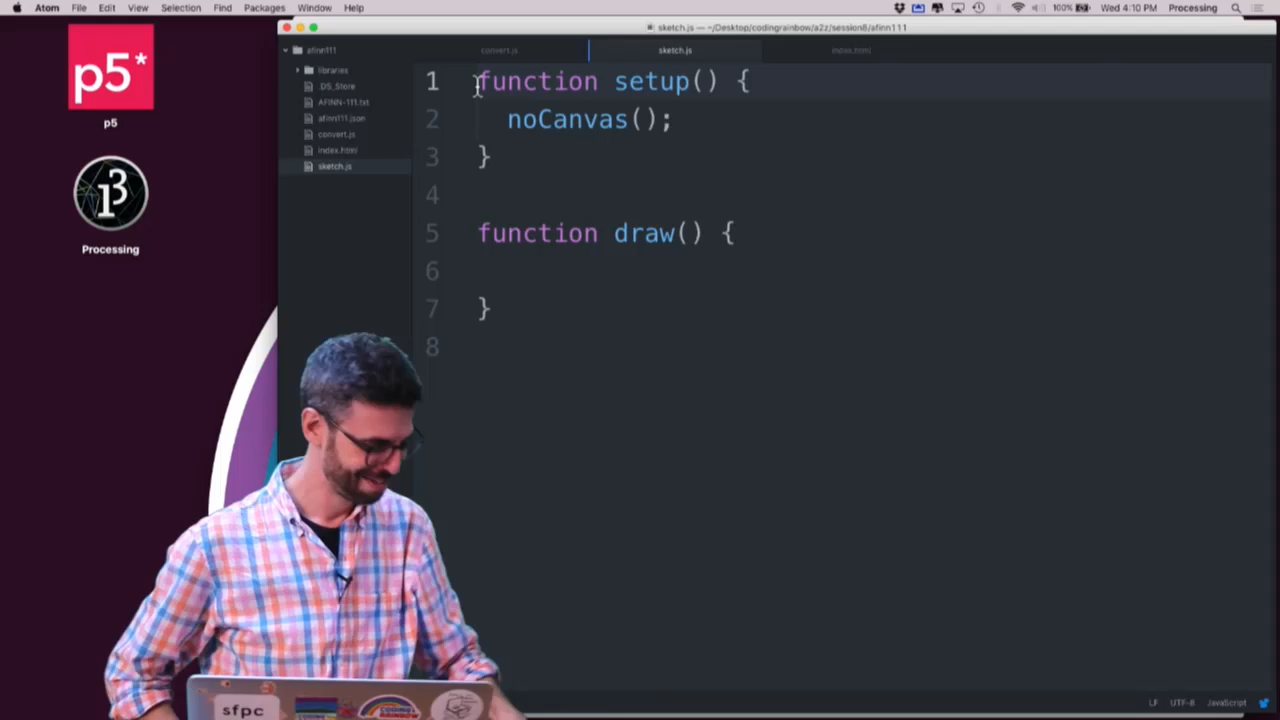 Atom File Edit View Selection Find Packages Window Help 100% Wed 4:10 PM Processing
sketch.js — ~/Desktop/codingrainbow/a2z/session8/afinn111
afinn111 convert.js sketch.js index.html
libraries
.DS_Store
AFINN-111.txt
afinn111.json
convert.js
index.html
sketch.js
1 function setup() {
2 noCanvas();
3 }
4
5 function draw() {
6
7 }
8
p5*
p5
Processing
sfpc
LF UTF-8 JavaScript